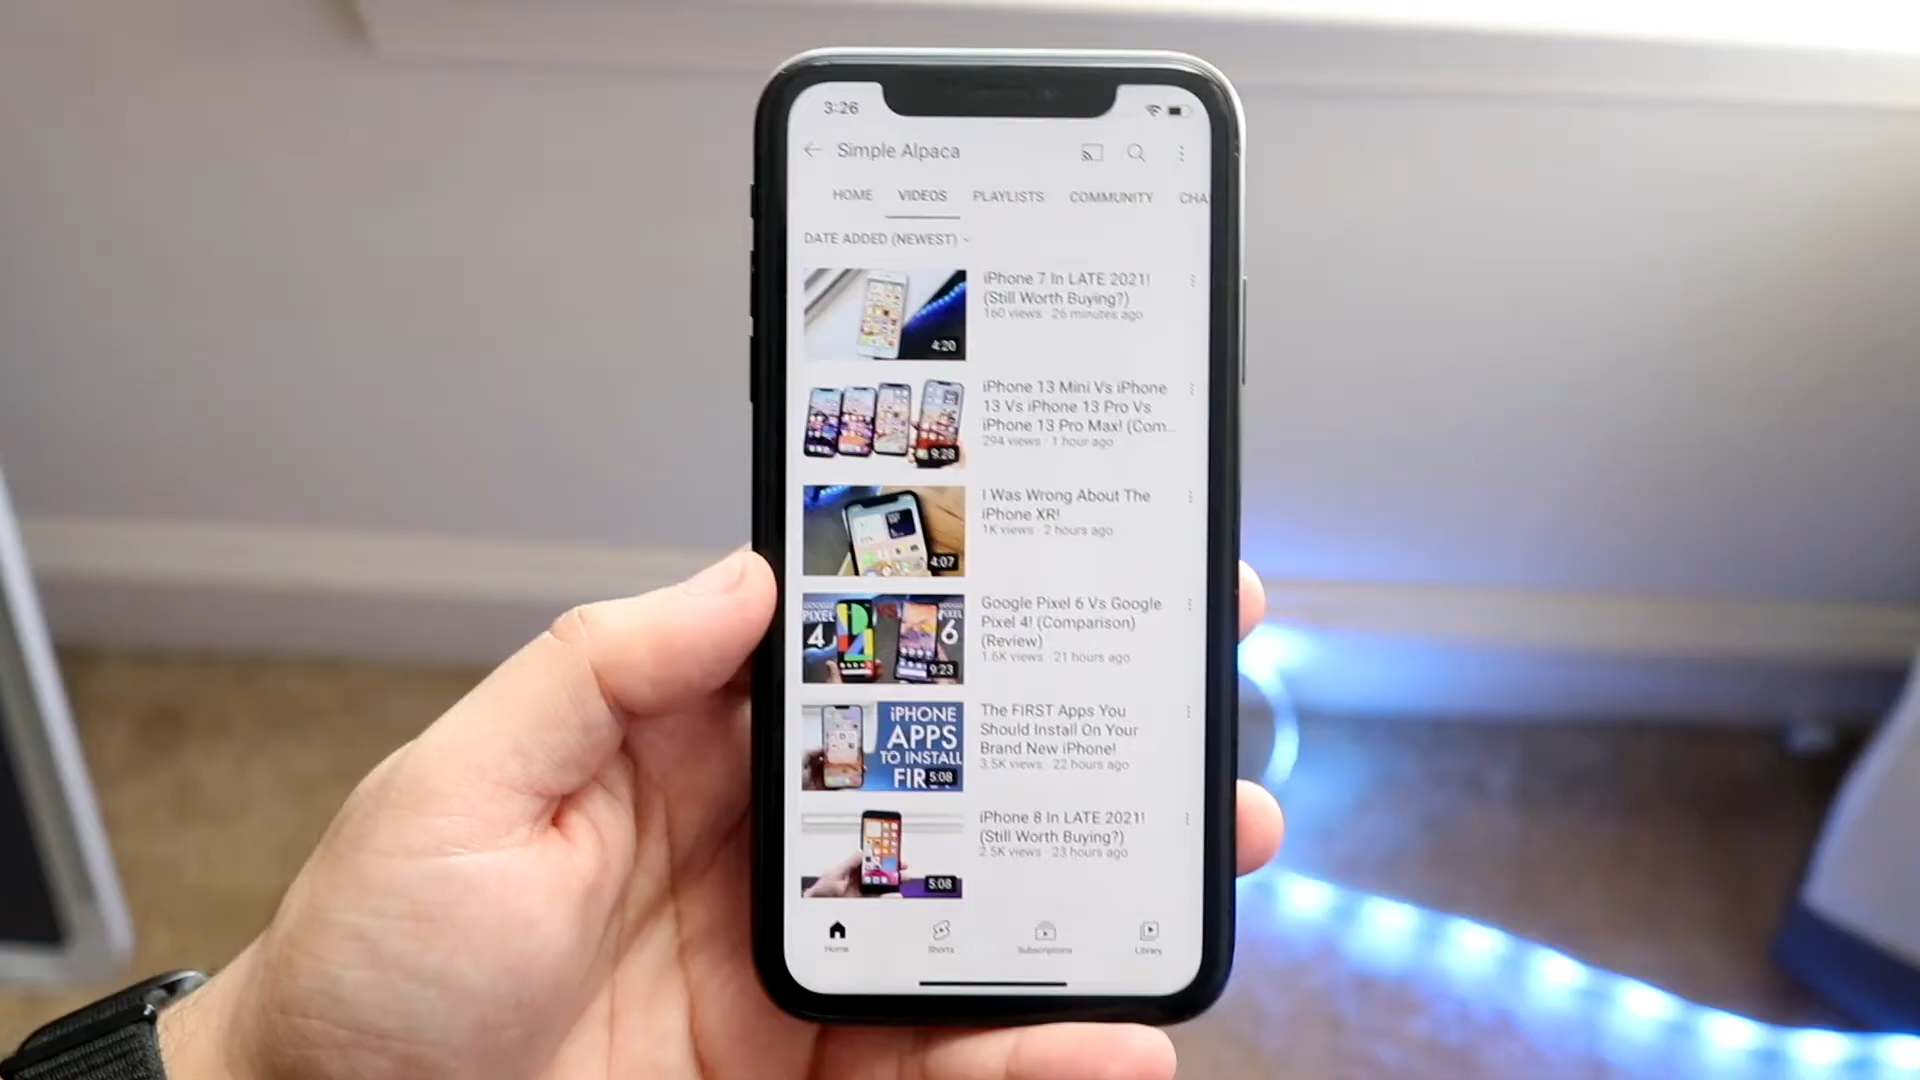 3:26
Simple Alpaca
HOME VIDEOS PLAYLISTS COMMUNITY CHA
DATE ADDED (NEWEST)
4:20
iPhone 7 In LATE 2021!
(Still Worth Buying?)
160 views · 26 minutes ago
9:28
iPhone 13 Mini Vs iPhone
13 Vs iPhone 13 Pro Vs
iPhone 13 Pro Max! (Com...
294 views · 1 hour ago
4:07
I Was Wrong About The
iPhone XR!
1K views · 2 hours ago
GOOGLE
PIXEL
4
VS
GOOGLE
PIXEL
6
9:23
Google Pixel 6 Vs Google
Pixel 4! (Comparison)
(Review)
1.6K views · 21 hours ago
iPHONE
APPS
TO INSTALL
FIR
5:08
The FIRST Apps You
Should Install On Your
Brand New iPhone!
3.5K views · 22 hours ago
5:08
iPhone 8 In LATE 2021!
(Still Worth Buying?)
2.5K views · 23 hours ago
Home Shorts Subscriptions Library